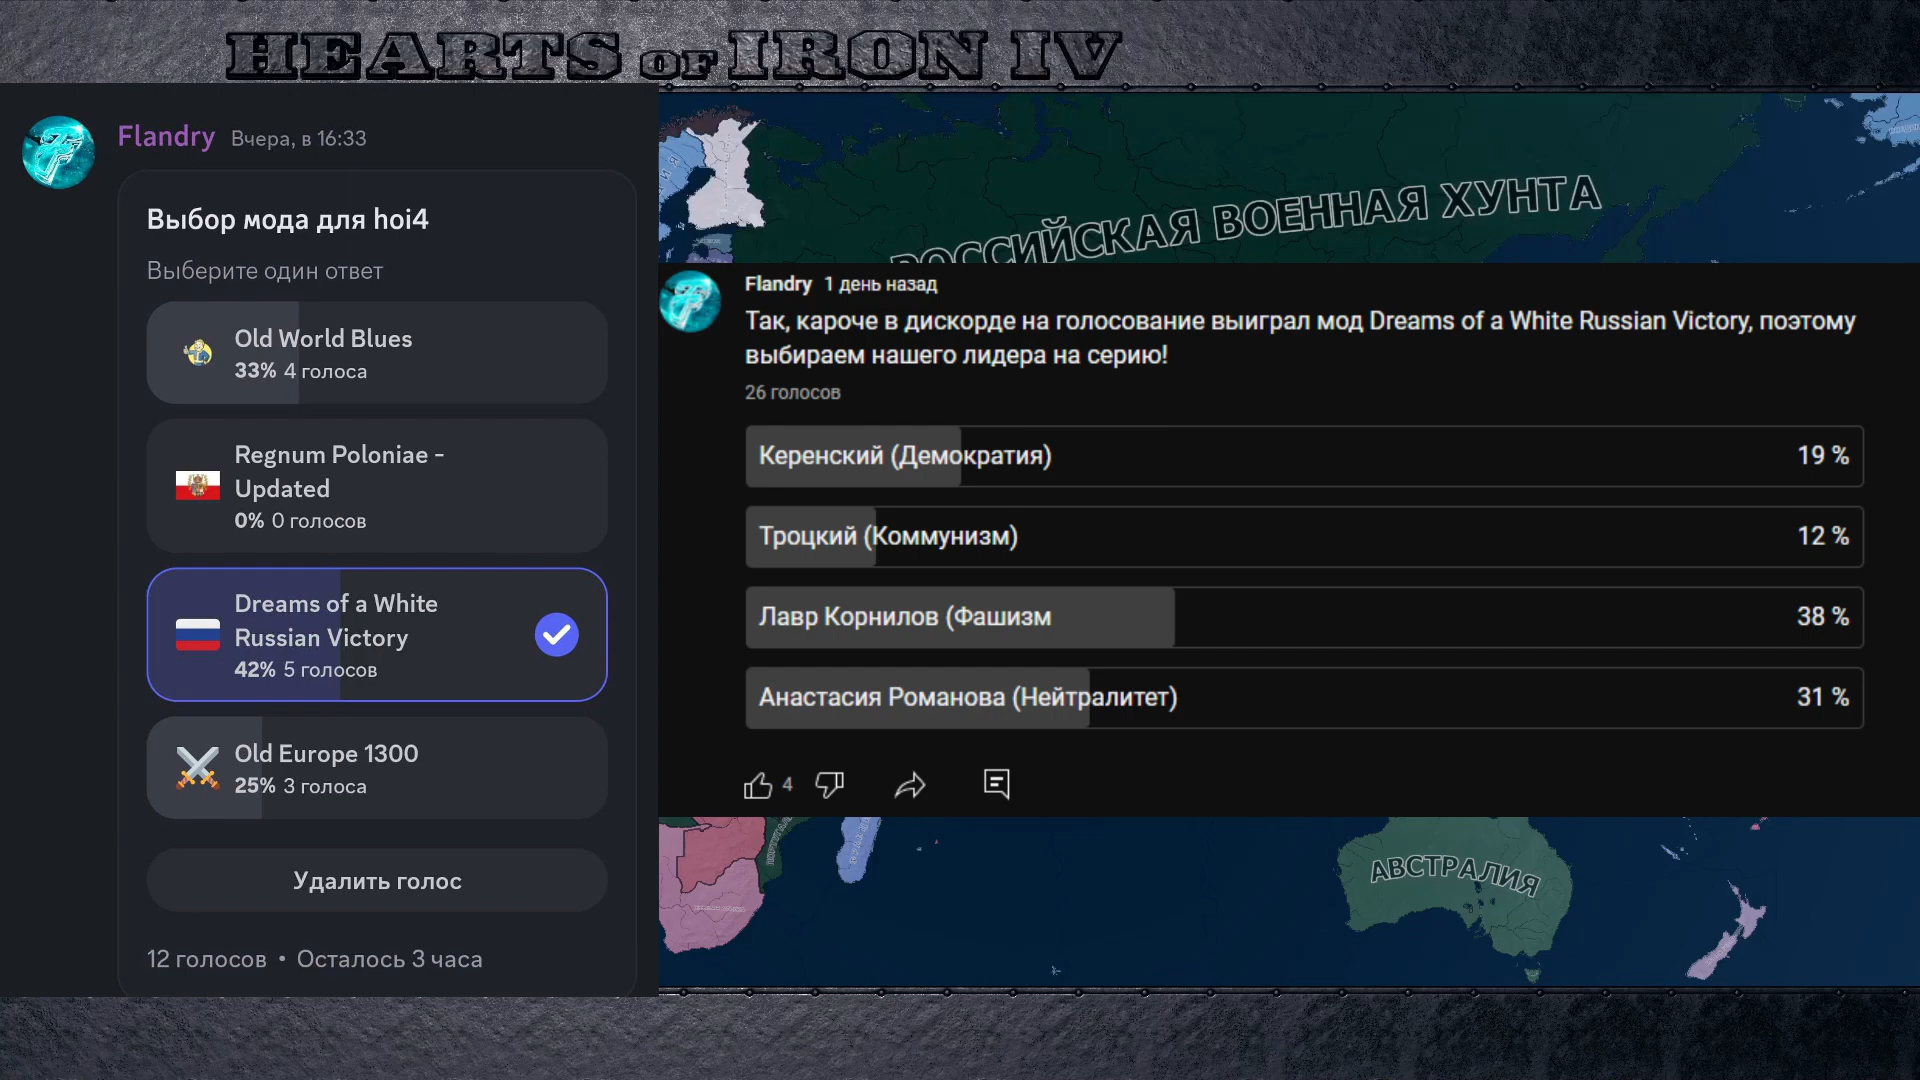 HEARTS OF IRON IV
Flandry Вчера, в 16:33
Выбор мода для hoi4
Выберите один ответ
Old World Blues
33% 4 голоса
Regnum Poloniae -
Updated
0% 0 голосов
Dreams of a White
Russian Victory
42% 5 голосов
Old Europe 1300
25% 3 голоса
Удалить голос
12 голосов • Осталось 3 часа
РОССИЙСКАЯ ВОЕННАЯ ХУНТА
Flandry 1 день назад
Так, кароче в дискорде на голосование выиграл мод Dreams of a White Russian Victory, поэтому
выбираем нашего лидера на серию!
26 голосов
Керенский (Демократия) 19 %
Троцкий (Коммунизм) 12 %
Лавр Корнилов (Фашизм 38 %
Анастасия Романова (Нейтралитет) 31 %
4
АВСТРАЛИЯ